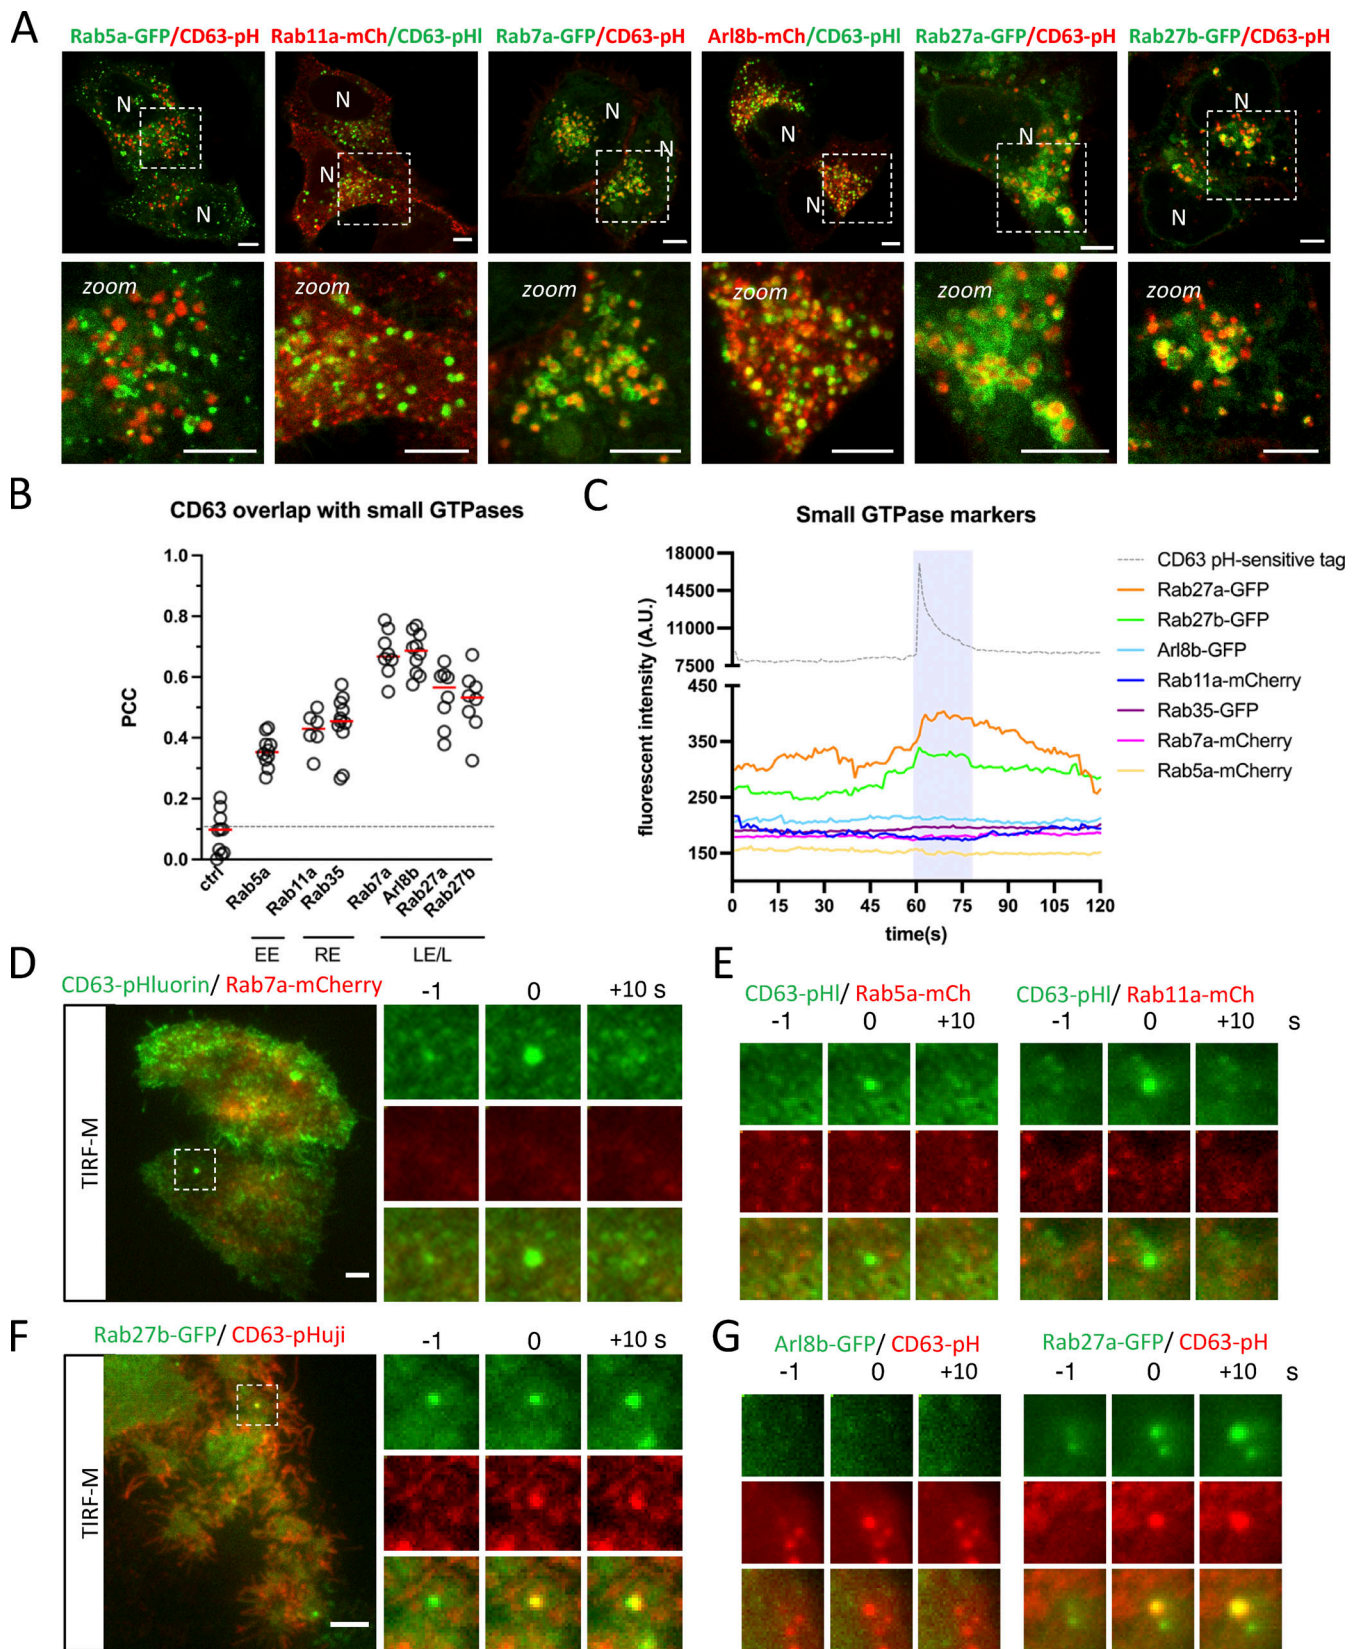 A
Rab5a-GFP/CD63-pH Rab11a-mCh/CD63-pHl Rab7a-GFP/CD63-pH Arl8b-mCh/CD63-pHl Rab27a-GFP/CD63-pH Rab27b-GFP/CD63-pH
N N N N N N
N N N N N
zoom zoom zoom zoom zoom zoom
B
CD63 overlap with small GTPases
PCC
1.0
0.8
0.6
0.4
0.2
0.0
ctrl Rab5a Rab11a Rab35 Rab7a Arl8b Rab27a Rab27b
EE RE LE/L
C
Small GTPase markers
fluorescent intensity (A.U.)
18000
14500
11000
7500
450
350
250
150
0 15 30 45 60 75 90 105 120
time(s)
CD63 pH-sensitive tag
Rab27a-GFP
Rab27b-GFP
Arl8b-GFP
Rab11a-mCherry
Rab35-GFP
Rab7a-mCherry
Rab5a-mCherry
D
CD63-pHluorin/ Rab7a-mCherry
-1 0 +10 s
TIRF-M
E
CD63-pHl/ Rab5a-mCh CD63-pHl/ Rab11a-mCh
-1 0 +10 -1 0 +10 s
F
Rab27b-GFP/ CD63-pHuji
-1 0 +10 s
TIRF-M
G
Arl8b-GFP/ CD63-pH Rab27a-GFP/ CD63-pH
-1 0 +10 -1 0 +10 s